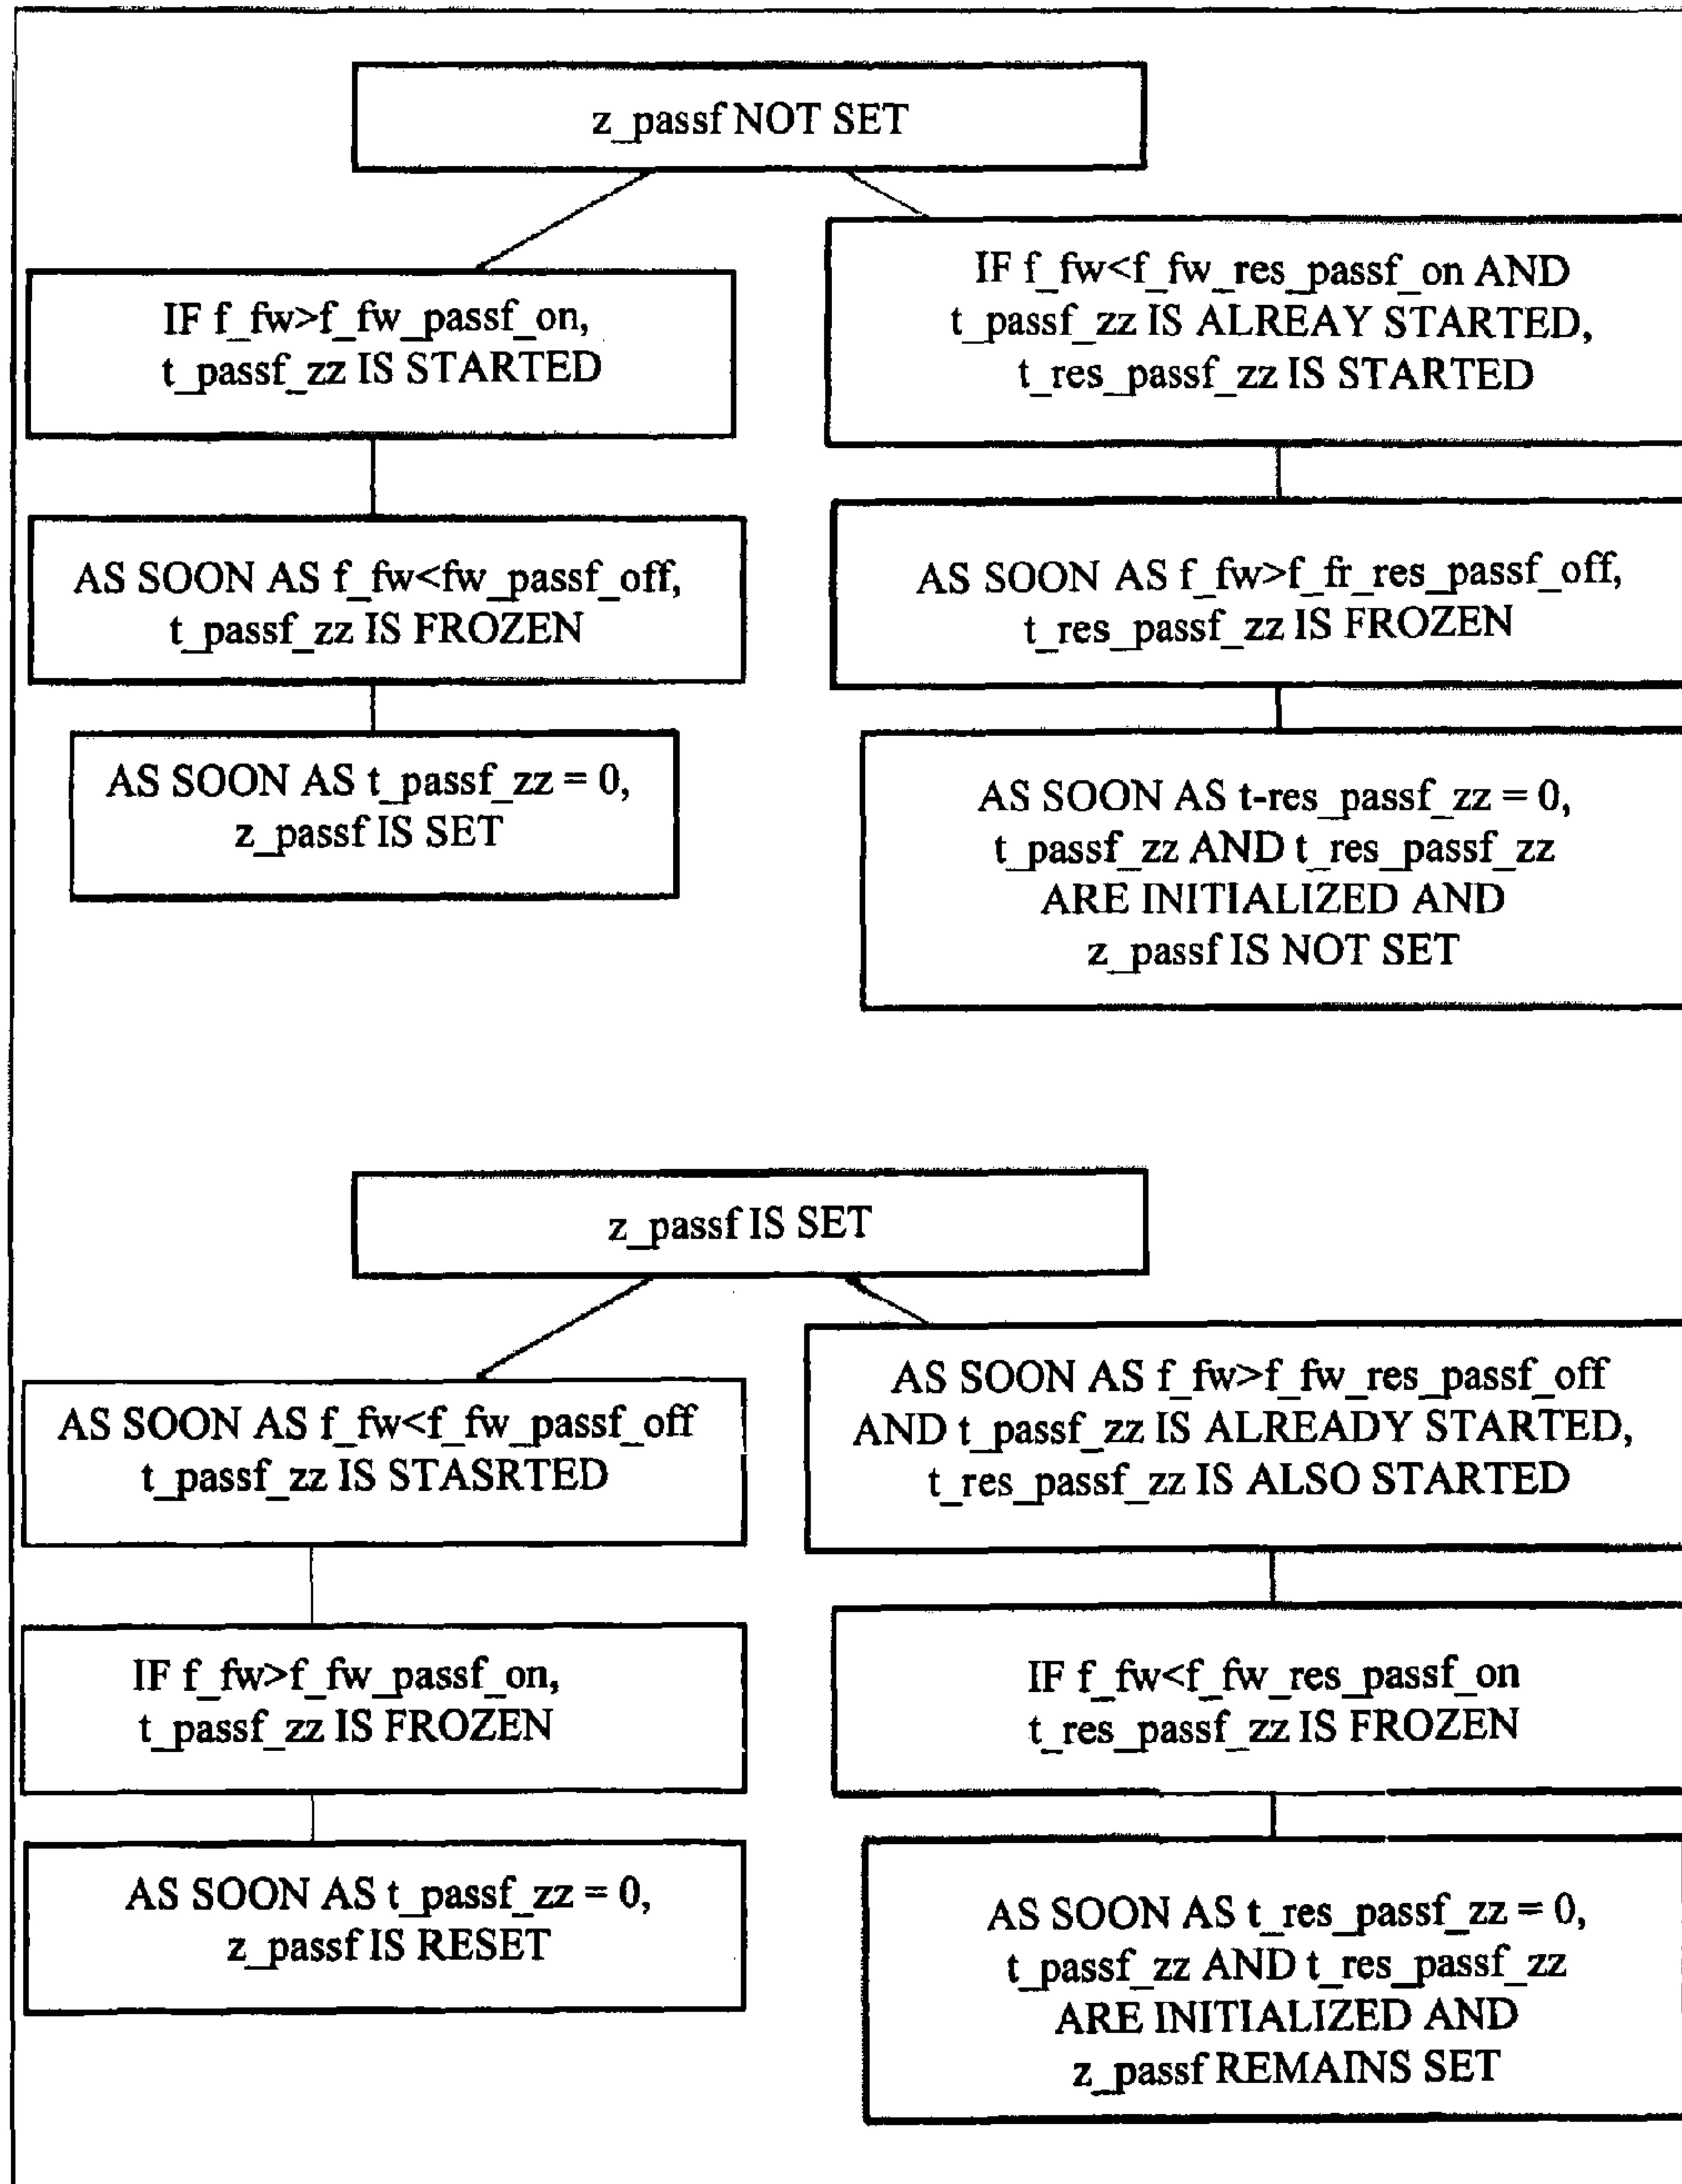 z_passf NOT SET
IF f_fw>f_fw_passf_on,
t_passf_zz IS STARTED
IF f_fw<f_fw_res_passf_on AND
t_passf_zz IS ALREAY STARTED,
t_res_passf_zz IS STARTED
AS SOON AS f_fw<fw_passf_off,
t_passf_zz IS FROZEN
AS SOON AS f_fw>f_fr_res_passf_off,
t_res_passf_zz IS FROZEN
AS SOON AS t_passf_zz = 0,
z_passf IS SET
AS SOON AS t-res_passf_zz = 0,
t_passf_zz AND t_res_passf_zz
ARE INITIALIZED AND
z_passf IS NOT SET
z_passf IS SET
AS SOON AS f_fw<f_fw_passf_off
t_passf_zz IS STASRTED
AS SOON AS f_fw>f_fw_res_passf_off
AND t_passf_zz IS ALREADY STARTED,
t_res_passf_zz IS ALSO STARTED
IF f_fw>f_fw_passf_on,
t_passf_zz IS FROZEN
IF f_fw<f_fw_res_passf_on
t_res_passf_zz IS FROZEN
AS SOON AS t_passf_zz = 0,
z_passf IS RESET
AS SOON AS t_res_passf_zz = 0,
t_passf_zz AND t_res_passf_zz
ARE INITIALIZED AND
z_passf REMAINS SET